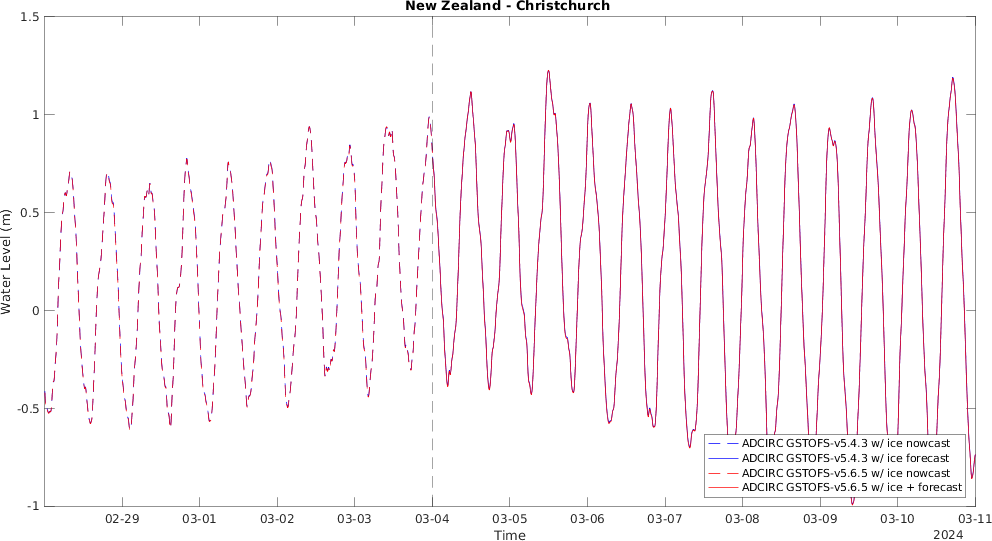 New Zealand - Christchurch
1.5
1
0.5
0
-0.5
-1
Water Level (m)
02-29 03-01 03-02 03-03 03-04 03-05 03-06 03-07 03-08 03-09 03-10 03-11
Time
2024
ADCIRC GSTOFS-v5.4.3 w/ ice nowcast
ADCIRC GSTOFS-v5.4.3 w/ ice forecast
ADCIRC GSTOFS-v5.6.5 w/ ice nowcast
ADCIRC GSTOFS-v5.6.5 w/ ice + forecast